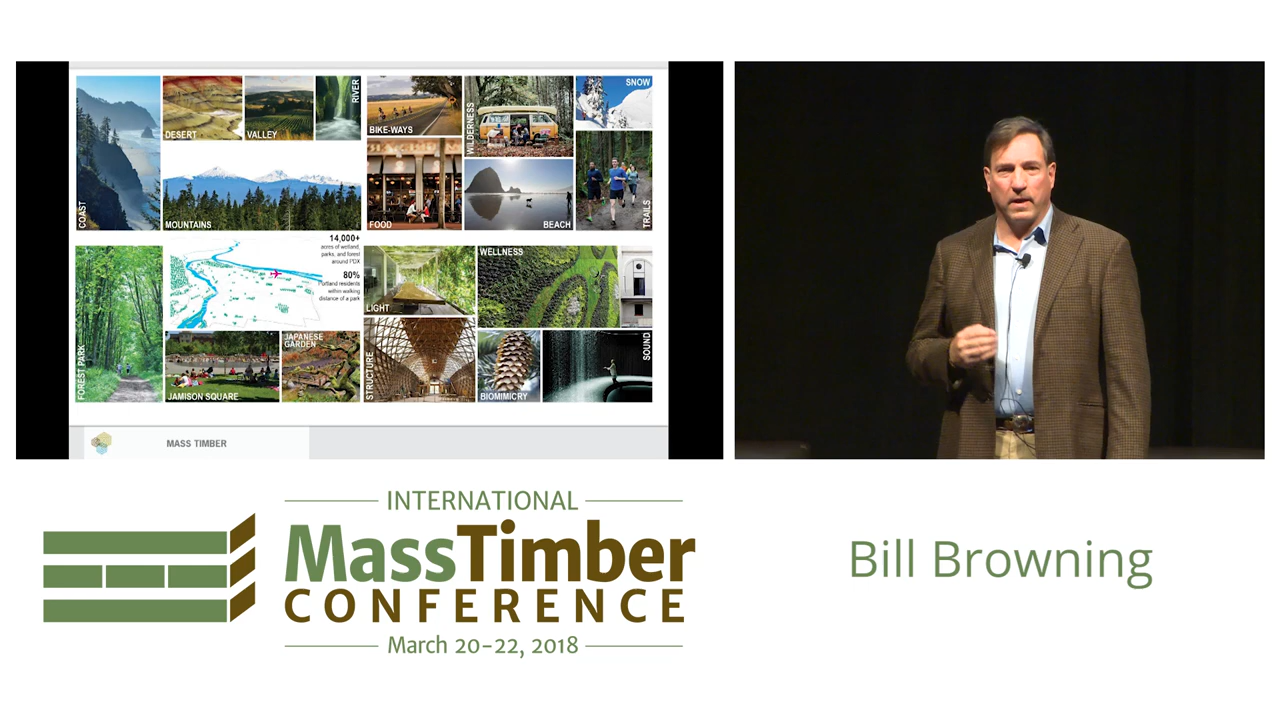 COAST
DESERT
VALLEY
RIVER
MOUNTAINS
BIKE-WAYS
WILDERNESS
SNOW
FOOD
BEACH
TRAILS
FOREST PARK
14,000+
acres of wetland,
parks, and forest
around PDX
80%
Portland residents
within walking
distance of a park
JAMISON SQUARE
JAPANESE
GARDEN
LIGHT
WELLNESS
STRUCTURE
BIOMIMICRY
SOUND
MASS TIMBER
INTERNATIONAL
MassTimber
CONFERENCE
March 20-22, 2018
Bill Browning